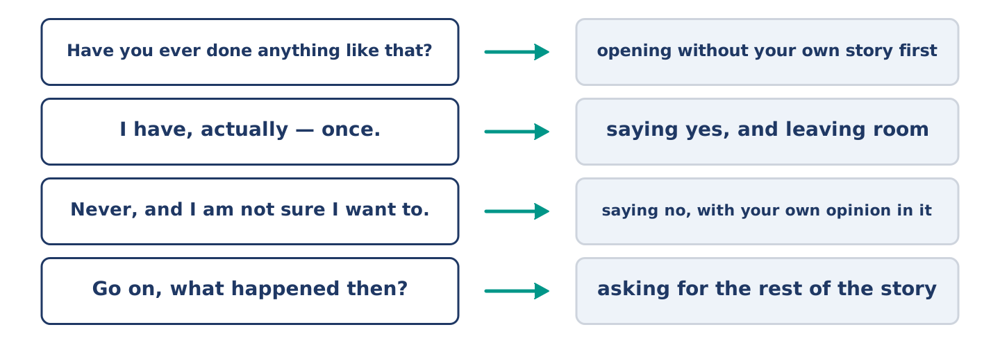 Have you ever done anything like that?
opening without your own story first
I have, actually — once.
saying yes, and leaving room
Never, and I am not sure I want to.
saying no, with your own opinion in it
Go on, what happened then?
asking for the rest of the story